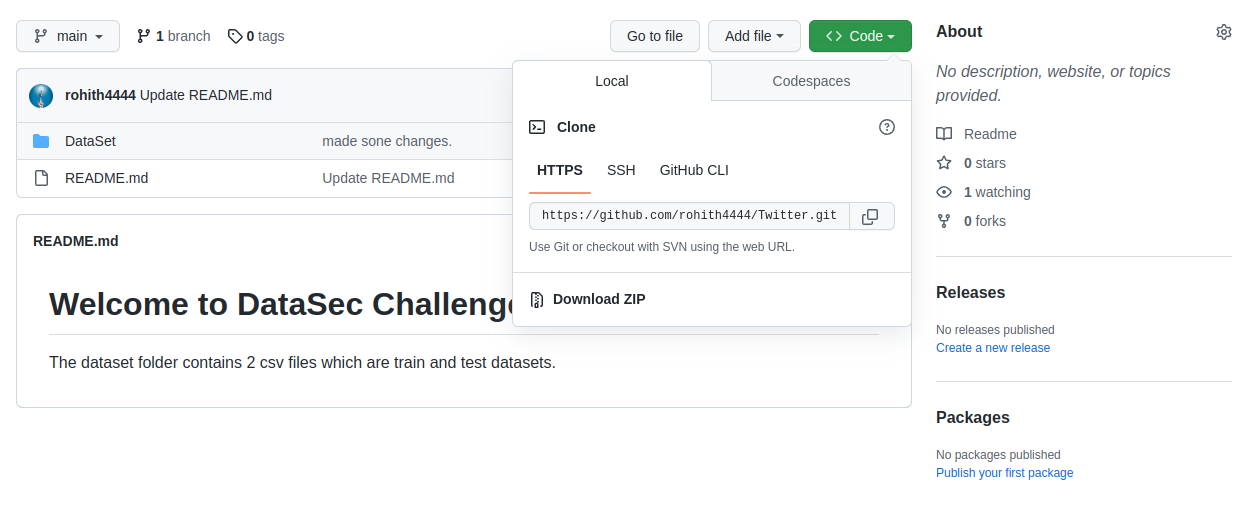 main
1 branch
0 tags
Go to file
Add file
Code
About
No description, website, or topics
provided.
Readme
0 stars
1 watching
0 forks
Releases
No releases published
Create a new release
Packages
No packages published
Publish your first package
Local
Codespaces
Clone
HTTPS
SSH
GitHub CLI
https://github.com/rohith4444/Twitter.git
Use Git or checkout with SVN using the web URL.
Download ZIP
rohith4444 Update README.md
DataSet
made sone changes.
README.md
Update README.md
README.md
Welcome to DataSec Challenge
The dataset folder contains 2 csv files which are train and test datasets.